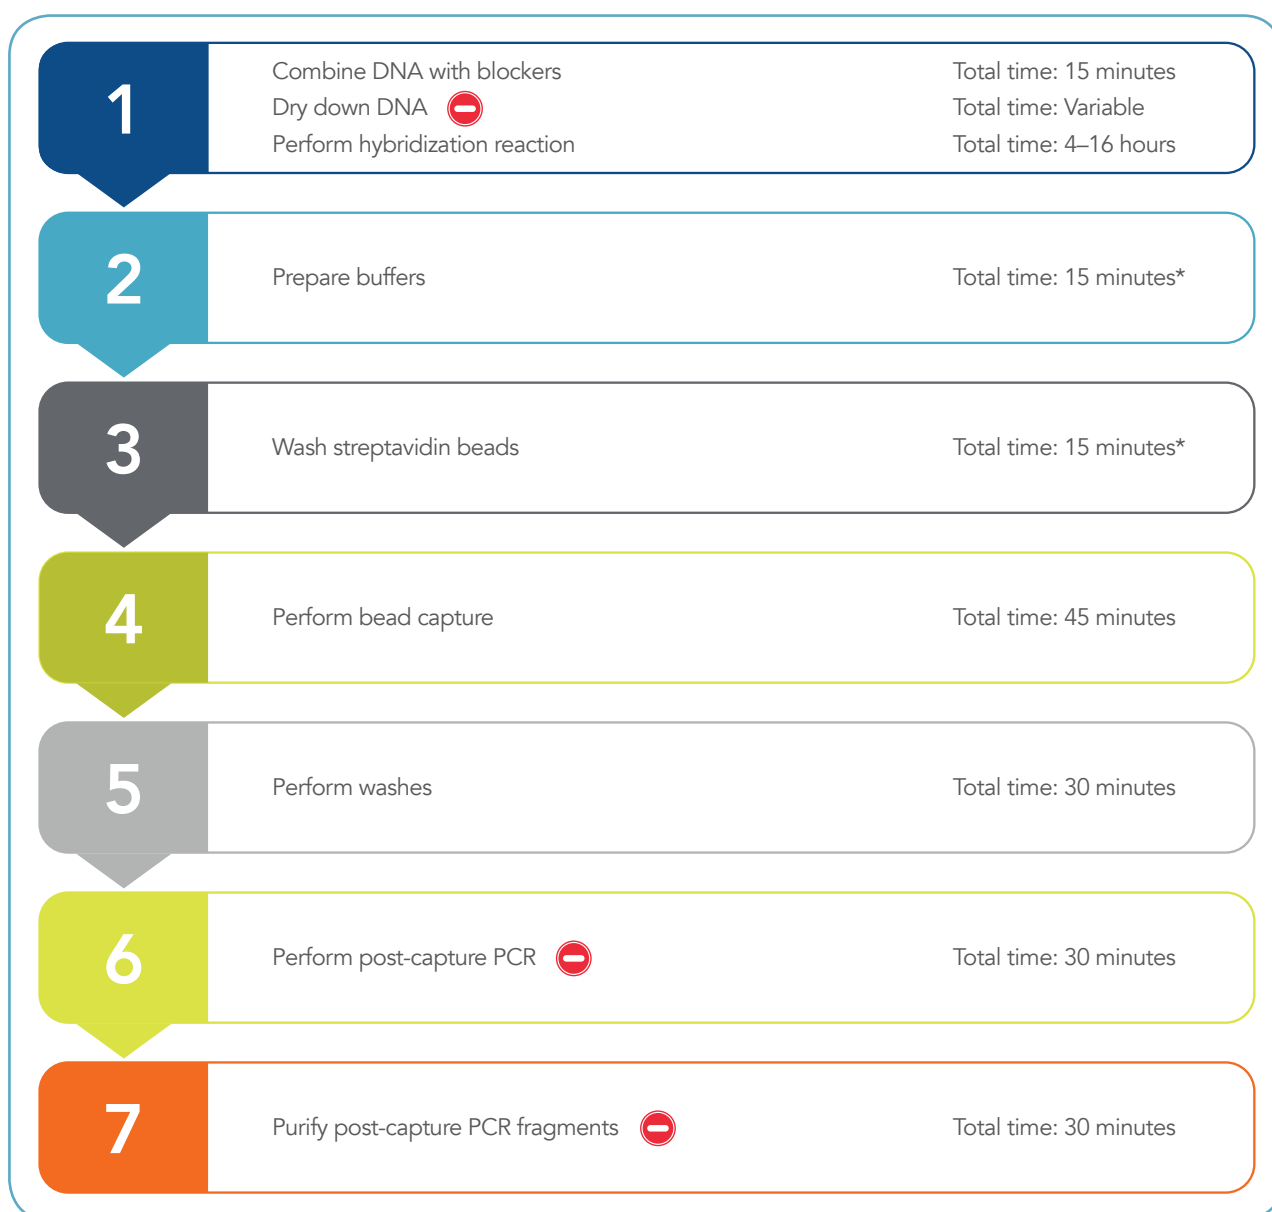 1
Combine DNA with blockers Total time: 15 minutes
Dry down DNA Total time: Variable
Perform hybridization reaction Total time: 4–16 hours
2
Prepare buffers Total time: 15 minutes*
3
Wash streptavidin beads Total time: 15 minutes*
4
Perform bead capture Total time: 45 minutes
5
Perform washes Total time: 30 minutes
6
Perform post-capture PCR Total time: 30 minutes
7
Purify post-capture PCR fragments Total time: 30 minutes